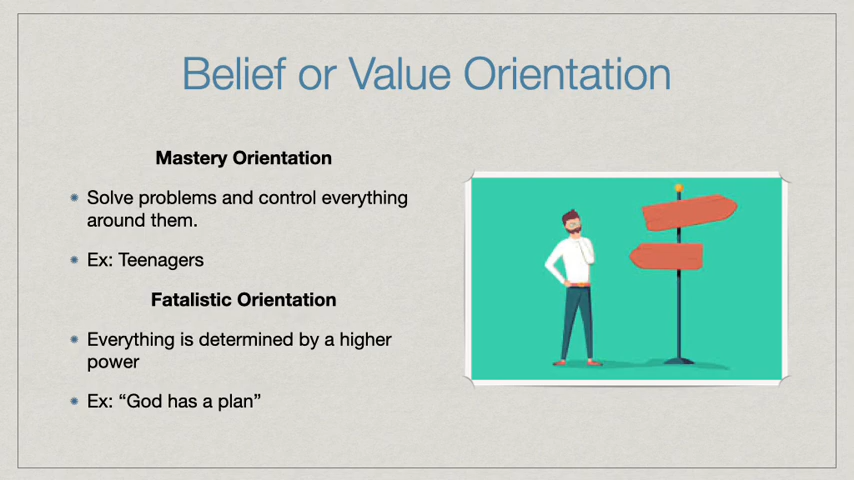 Belief or Value Orientation
Mastery Orientation
Solve problems and control everything
around them.
Ex: Teenagers
Fatalistic Orientation
Everything is determined by a higher
power
Ex: “God has a plan”